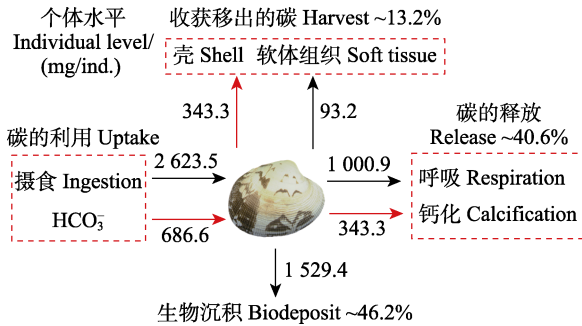 个体水平
Individual level/
(mg/ind.)
收获移出的碳 Harvest ~13.2%
壳 Shell 软体组织 Soft tissue
343.3
93.2
碳的利用 Uptake
摄食 Ingestion
HCO₃⁻
2 623.5
686.6
碳的释放
Release ~40.6%
1 000.9
呼吸 Respiration
343.3
钙化 Calcification
1 529.4
生物沉积 Biodeposit ~46.2%